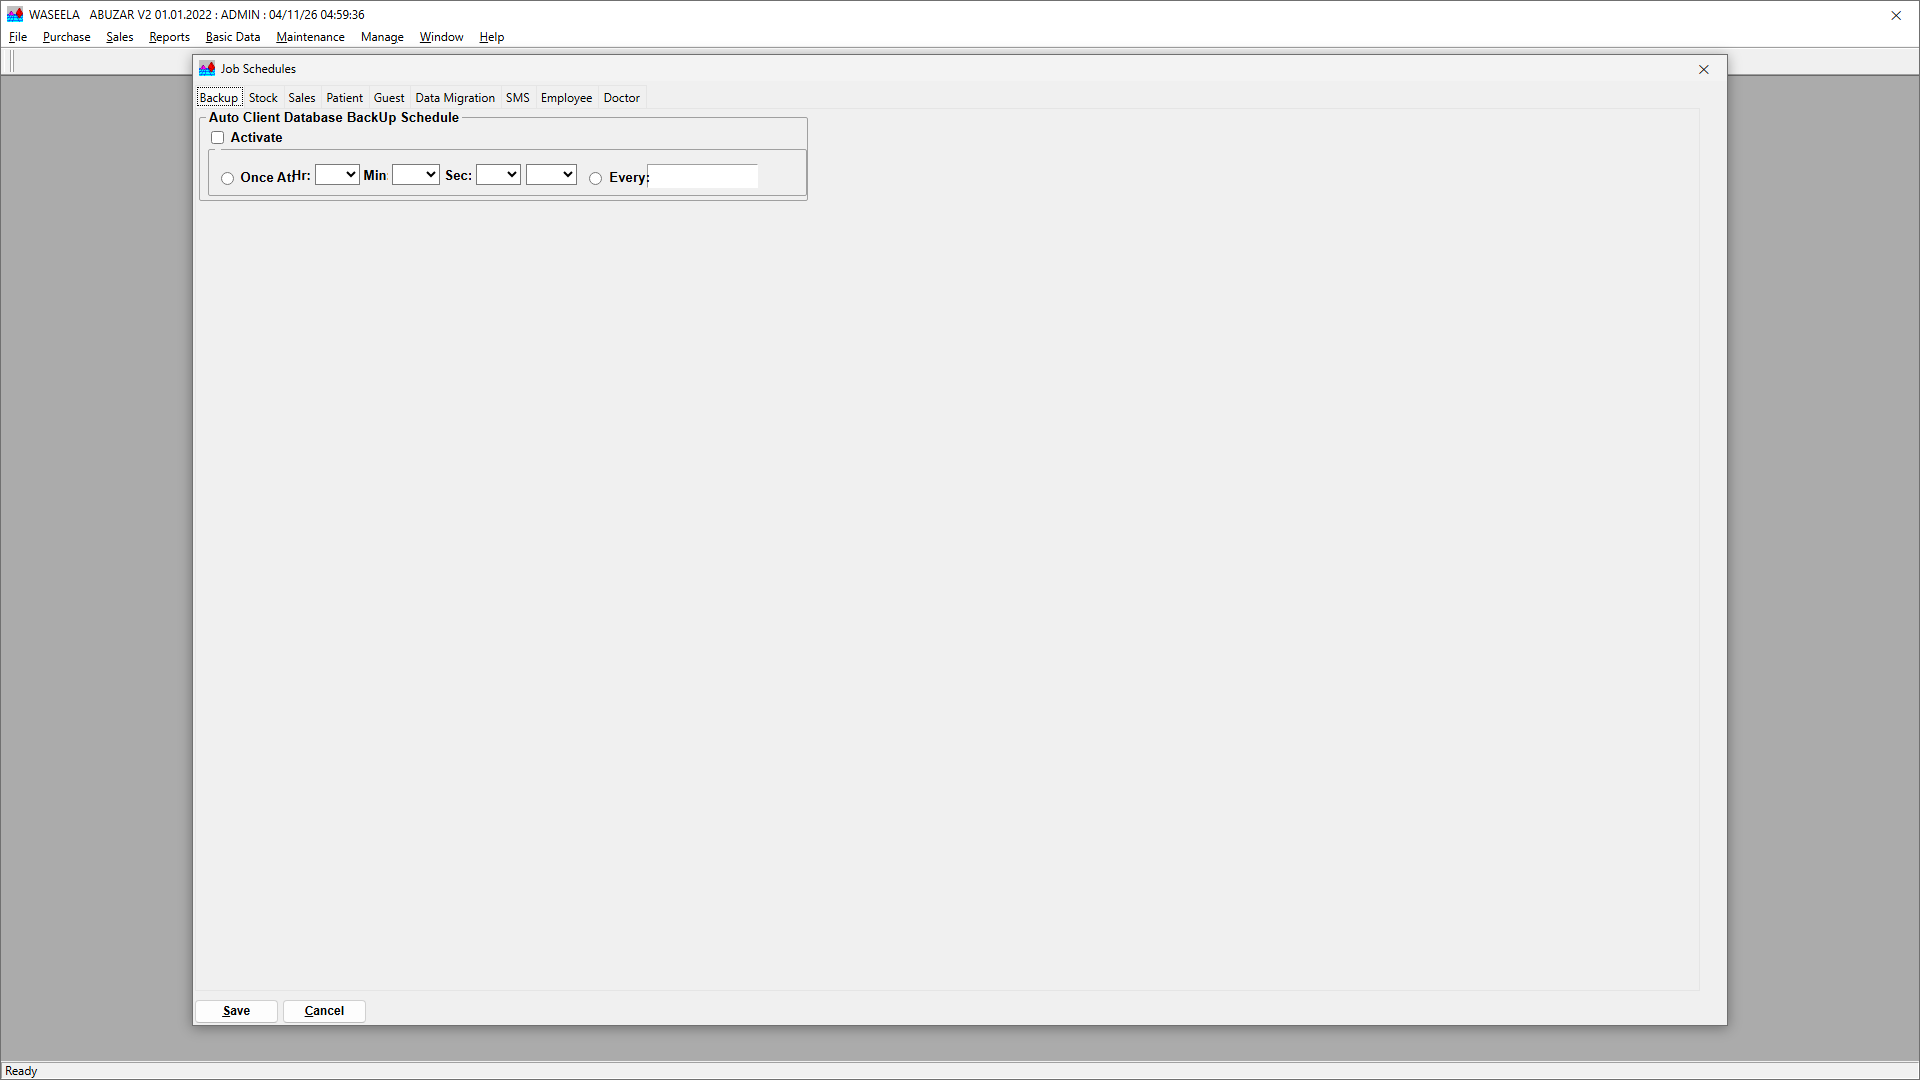 WASEELA   ABUZAR V2 01.01.2022 : ADMIN : 04/11/26 04:59:36
File Purchase Sales Reports Basic Data Maintenance Manage Window Help
Job Schedules
Backup Stock Sales Patient Guest Data Migration SMS Employee Doctor
Auto Client Database BackUp Schedule
Activate
Once At Hr: Min: Sec: Every:
Save Cancel
Ready